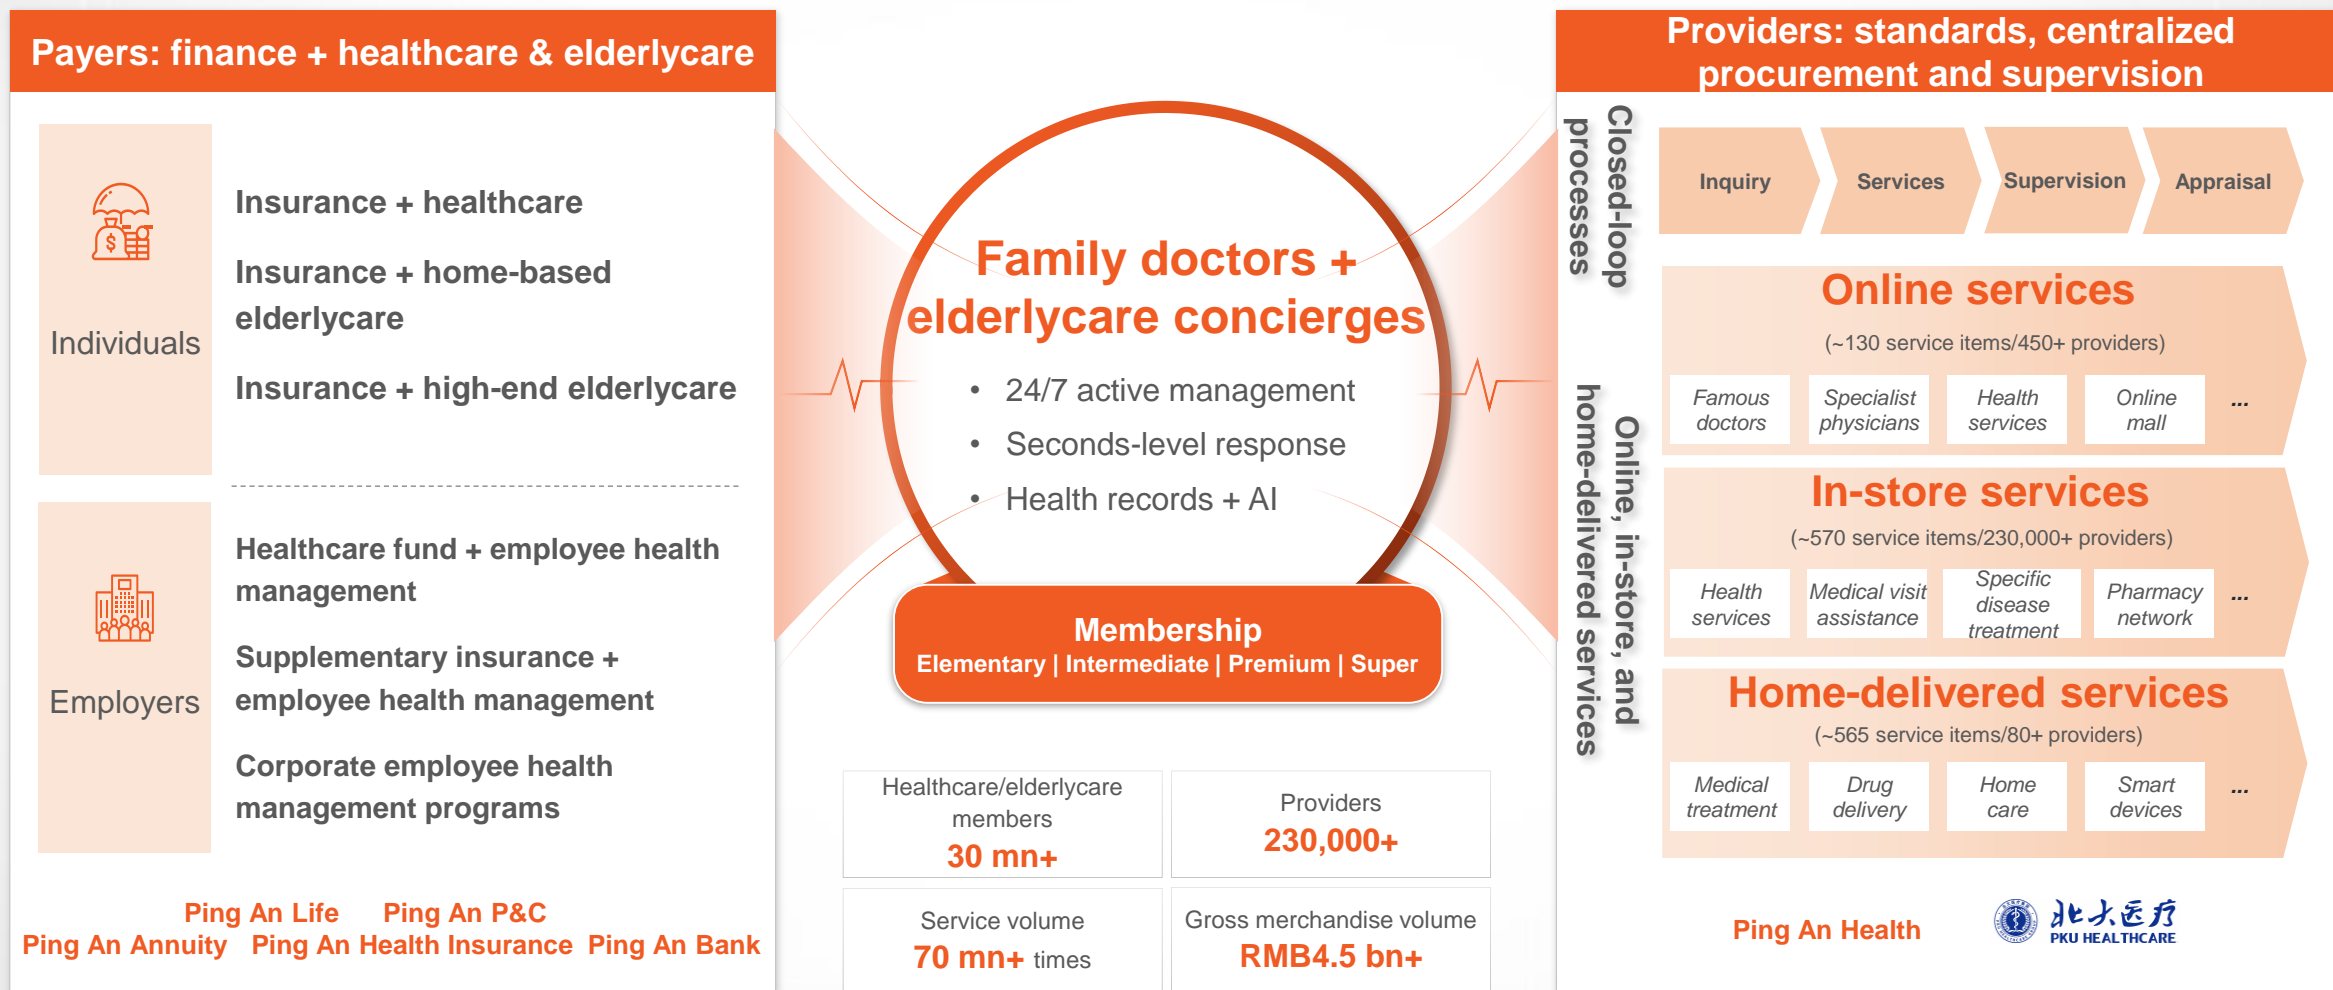 Payers: finance + healthcare & elderlycare
Individuals
Insurance + healthcare
Insurance + home-based
elderlycare
Insurance + high-end elderlycare
Employers
Healthcare fund + employee health
management
Supplementary insurance +
employee health management
Corporate employee health
management programs
Ping An Life Ping An P&C
Ping An Annuity Ping An Health Insurance Ping An Bank
Family doctors +
elderlycare concierges
• 24/7 active management
• Seconds-level response
• Health records + AI
Membership
Elementary | Intermediate | Premium | Super
Healthcare/elderlycare
members
30 mn+
Providers
230,000+
Service volume
70 mn+ times
Gross merchandise volume
RMB4.5 bn+
Providers: standards, centralized
procurement and supervision
Closed-loop
processes
Inquiry
Services
Supervision
Appraisal
Online, in-store, and
home-delivered services
Online services
(~130 service items/450+ providers)
Famous
doctors
Specialist
physicians
Health
services
Online
mall
...
In-store services
(~570 service items/230,000+ providers)
Health
services
Medical visit
assistance
Specific
disease
treatment
Pharmacy
network
...
Home-delivered services
(~565 service items/80+ providers)
Medical
treatment
Drug
delivery
Home
care
Smart
devices
...
Ping An Health
北大医疗
PKU HEALTHCARE